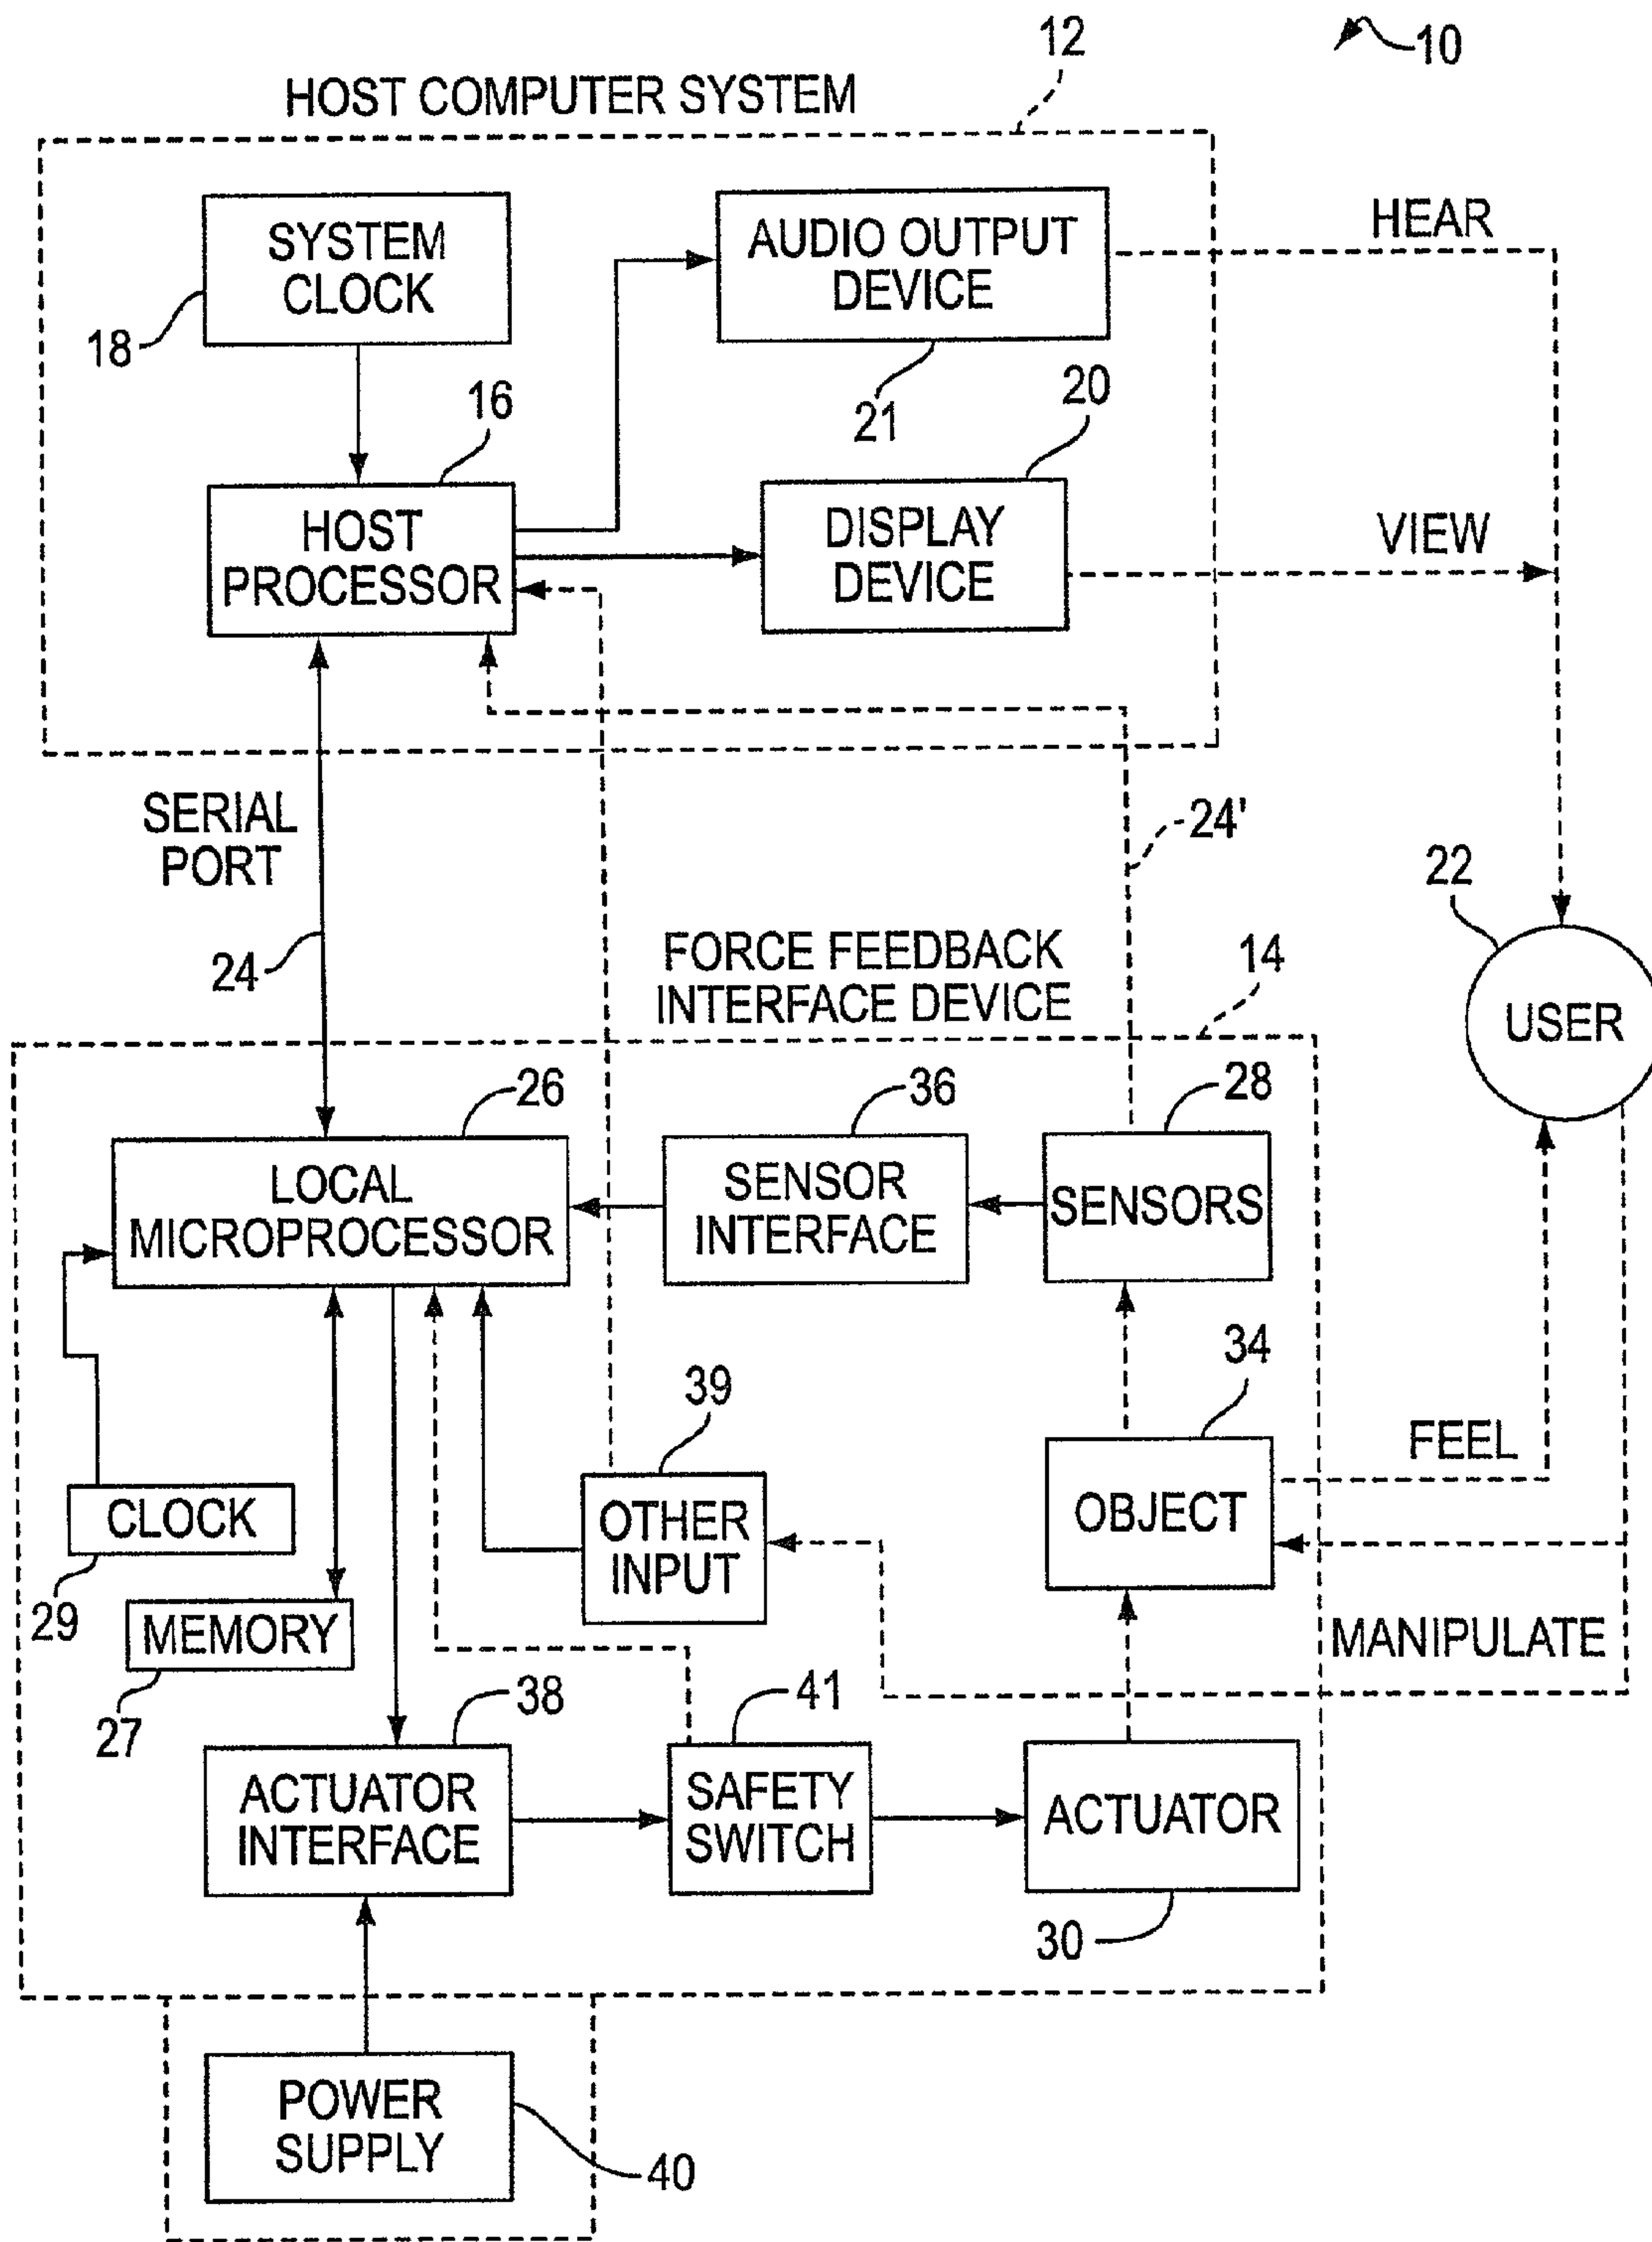 10
12
HOST COMPUTER SYSTEM
SYSTEM
CLOCK
18
AUDIO OUTPUT
DEVICE
21
HEAR
16
20
HOST
PROCESSOR
DISPLAY
DEVICE
VIEW
SERIAL
PORT
24
24'
22
USER
FORCE FEEDBACK
INTERFACE DEVICE
14
26
36
28
LOCAL
MICROPROCESSOR
SENSOR
INTERFACE
SENSORS
34
39
FEEL
CLOCK
29
OTHER
INPUT
OBJECT
MEMORY
27
MANIPULATE
38
41
ACTUATOR
INTERFACE
SAFETY
SWITCH
ACTUATOR
30
POWER
SUPPLY
40